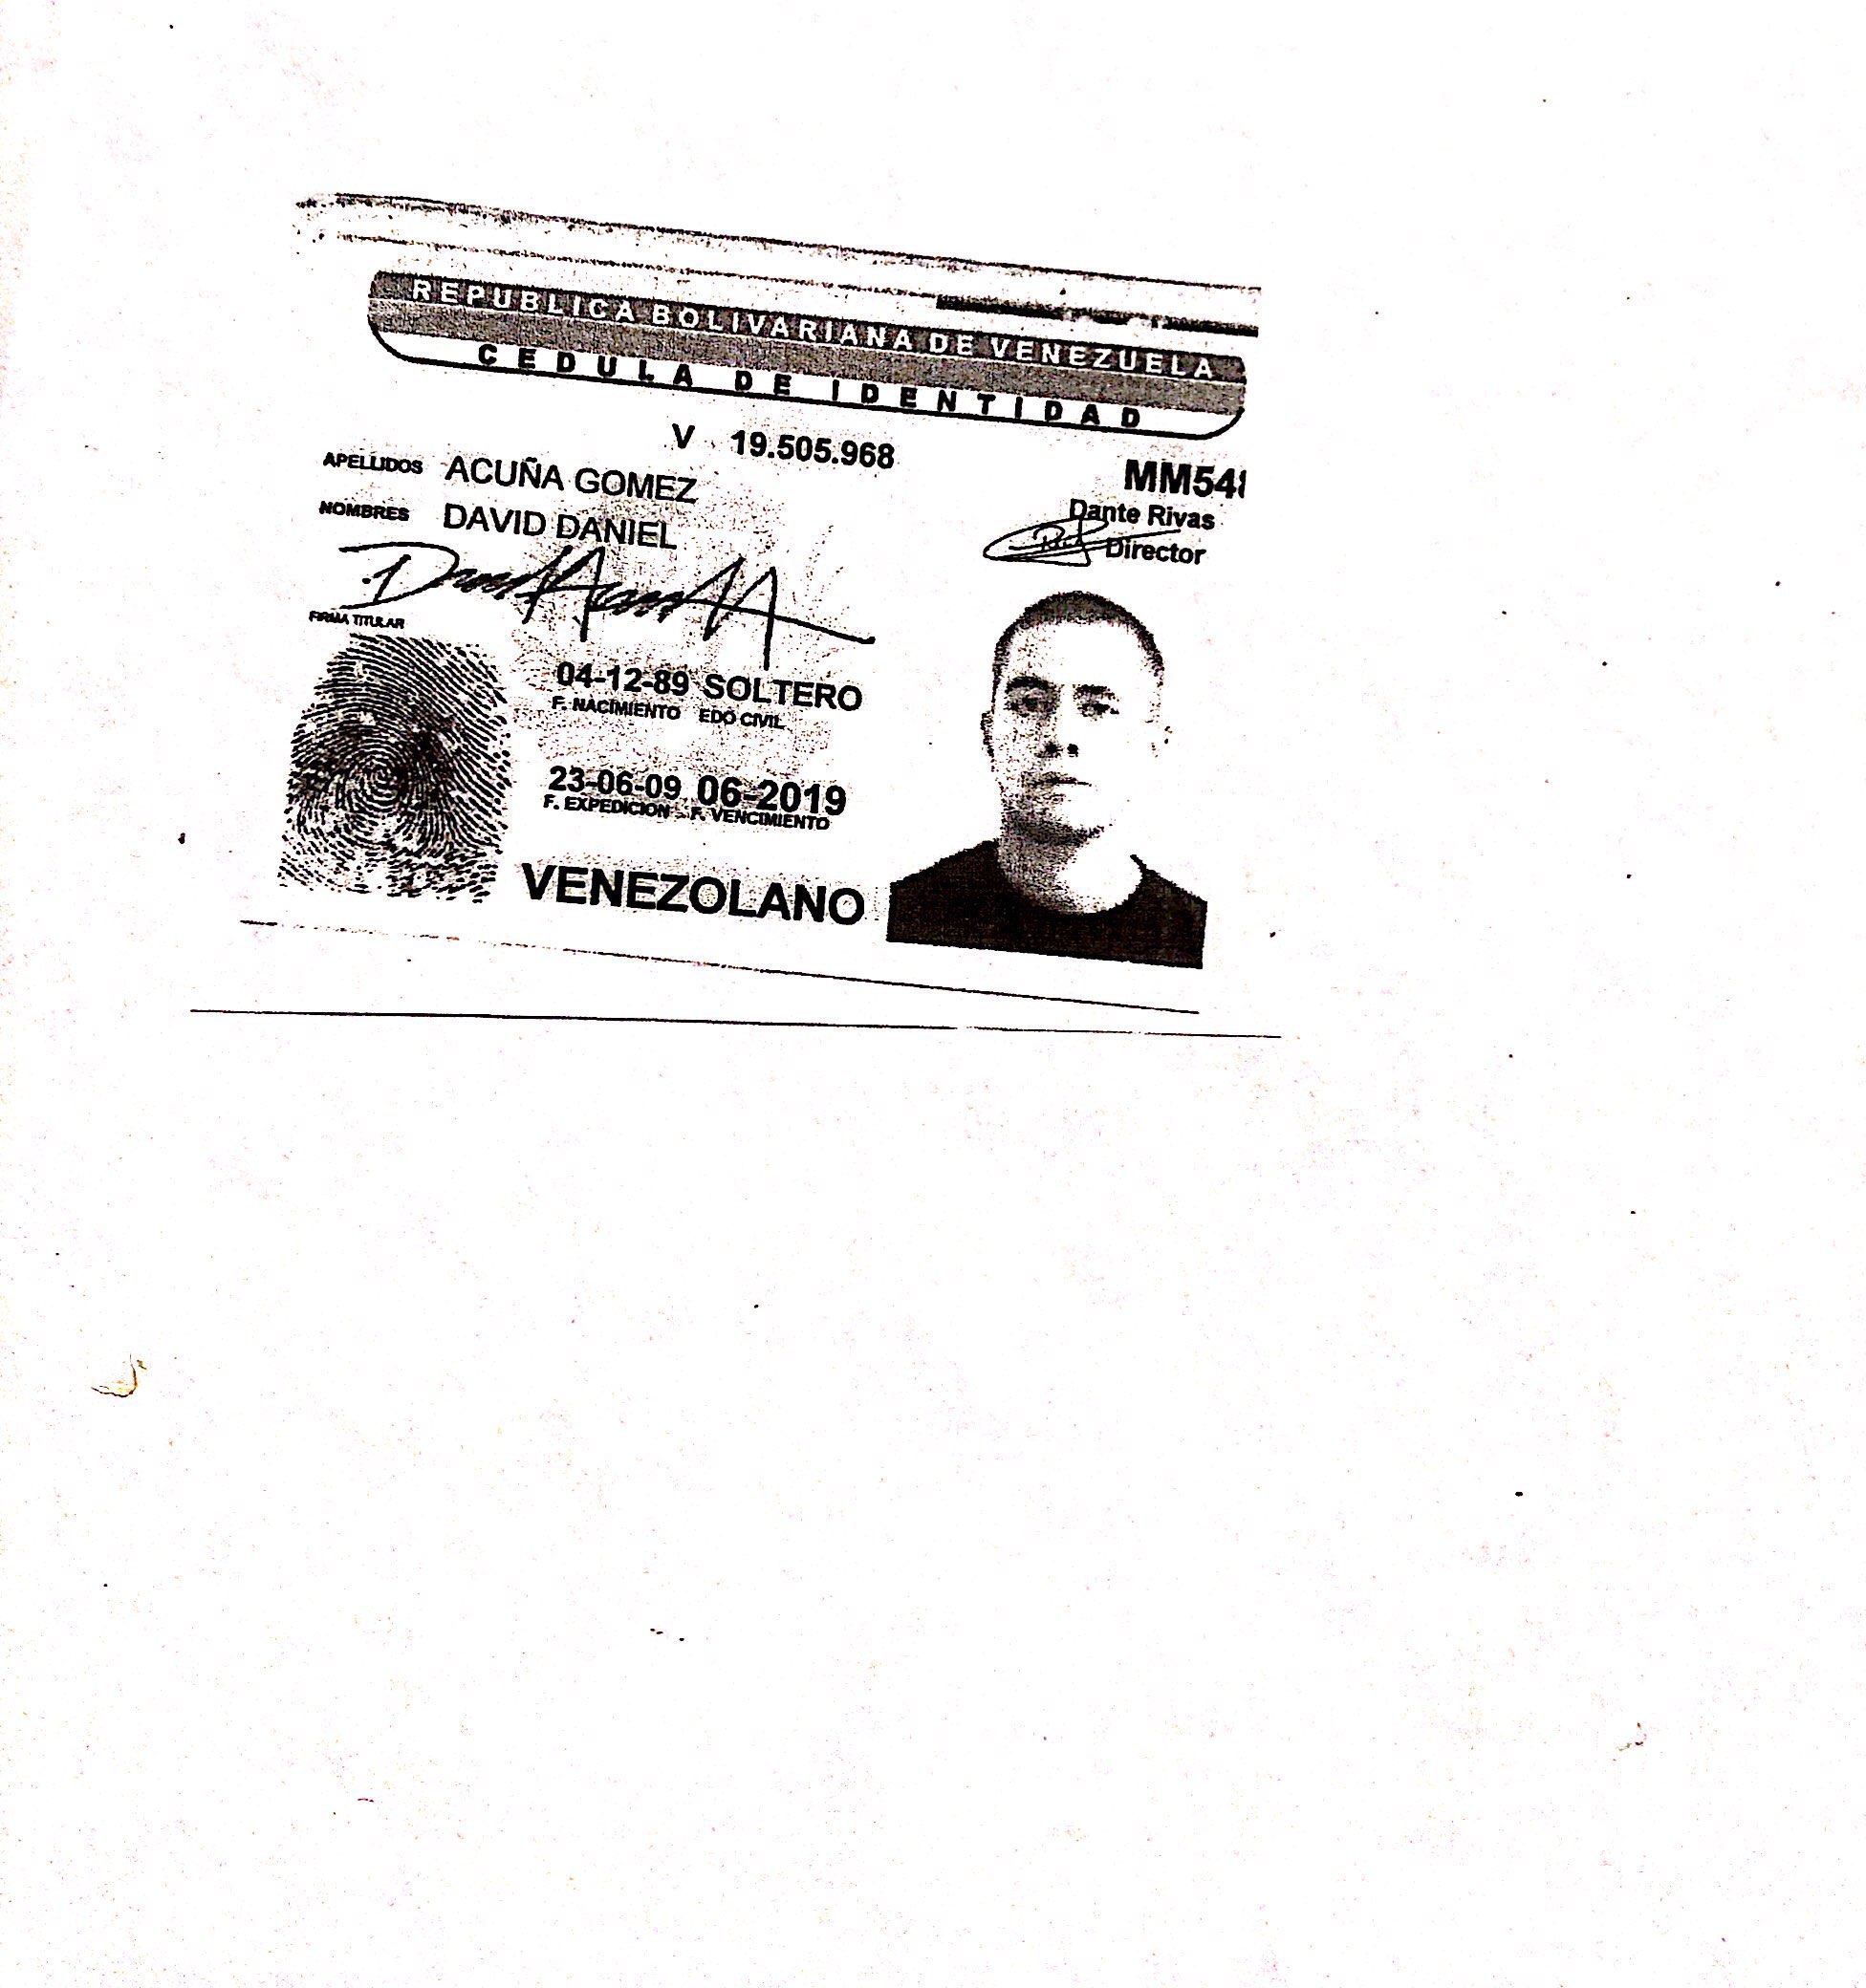 REPUBLICA BOLIVARIANA DE VENEZUELA
CEDULA DE IDENTIDAD
V 19.505.968
APELLIDOS ACUÑA GOMEZ
MM54
NOMBRES DAVID DANIEL
Dante Rivas
Director
FIRMA TITULAR
04-12-89 SOLTERO
F. NACIMIENTO EDO CIVIL
23-06-09 06-2019
F. EXPEDICION F. VENCIMIENTO
VENEZOLANO